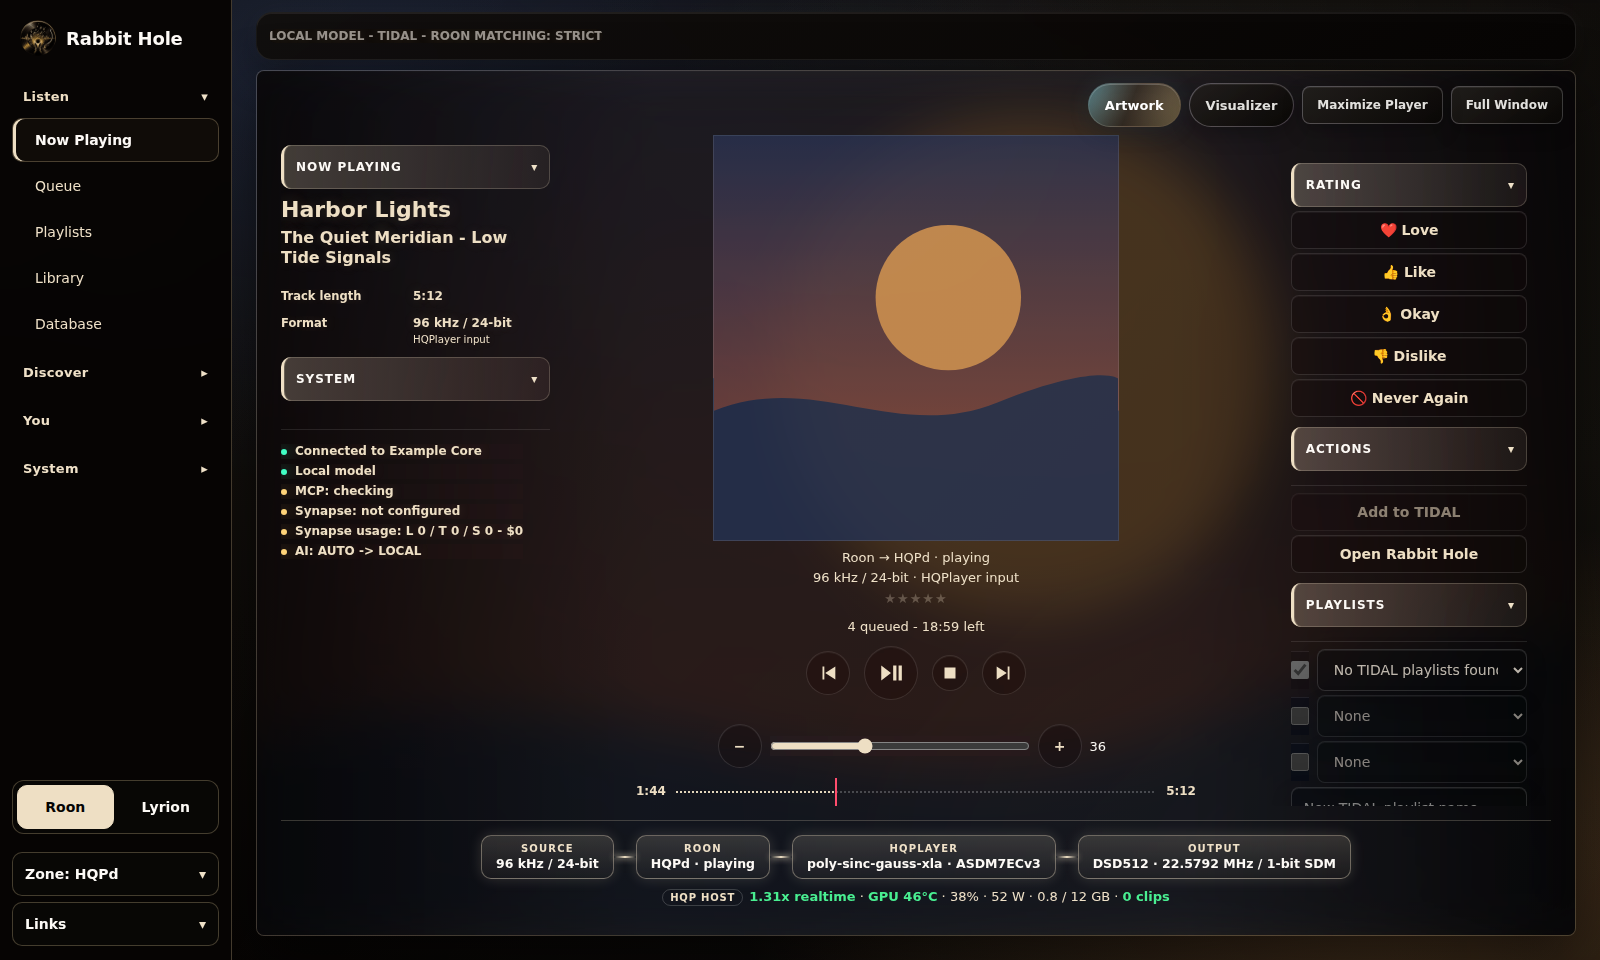 Rabbit Hole
Listen ▾
Now Playing
Queue
Playlists
Library
Database
Discover ▸
You ▸
System ▸
Roon Lyrion
Zone: HQPd ▾
Links ▾
LOCAL MODEL - TIDAL - ROON MATCHING: STRICT
Artwork Visualizer Maximize Player Full Window
NOW PLAYING ▾
Harbor Lights
The Quiet Meridian - Low
Tide Signals
Track length 5:12
Format 96 kHz / 24-bit
HQPlayer input
SYSTEM ▾
Connected to Example Core
Local model
MCP: checking
Synapse: not configured
Synapse usage: L 0 / T 0 / S 0 - $0
AI: AUTO -> LOCAL
Roon → HQPd · playing
96 kHz / 24-bit · HQPlayer input
★★★★★
4 queued - 18:59 left
− + 36
1:44 5:12
RATING ▾
❤️ Love
👍 Like
👌 Okay
👎 Dislike
🚫 Never Again
ACTIONS ▾
Add to TIDAL
Open Rabbit Hole
PLAYLISTS ▾
No TIDAL playlists found
None
None
New TIDAL playlist name
SOURCE
96 kHz / 24-bit
ROON
HQPd · playing
HQPLAYER
poly-sinc-gauss-xla · ASDM7ECv3
OUTPUT
DSD512 · 22.5792 MHz / 1-bit SDM
HQP HOST 1.31x realtime · GPU 46°C · 38% · 52 W · 0.8 / 12 GB · 0 clips